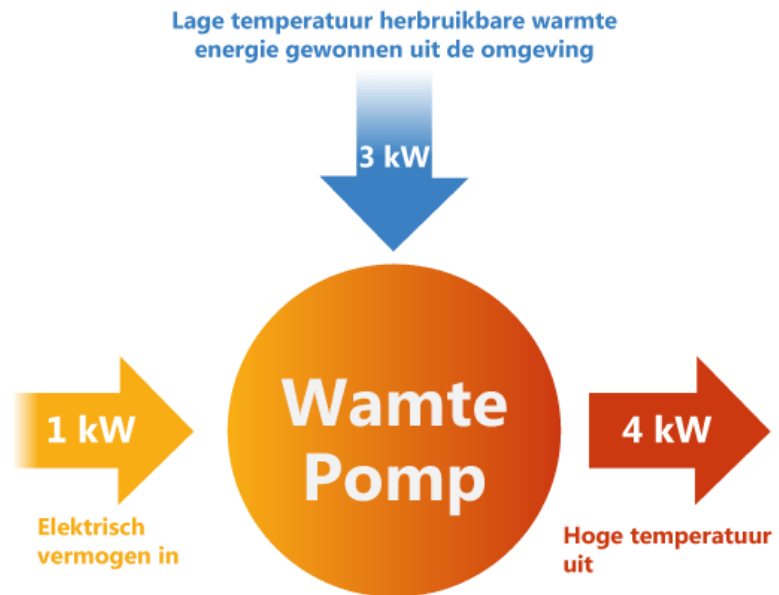 Lage temperatuur herbruikbare warmte
energie gewonnen uit de omgeving
3 kW
1 kW
Wamte
Pomp
4 kW
Elektrisch
vermogen in
Hoge temperatuur
uit